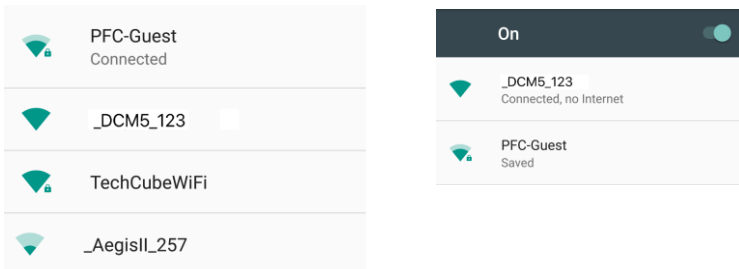 PFC-Guest
Connected
_DCM5_123
TechCubeWiFi
_AegisII_257
On
_DCM5_123
Connected, no Internet
PFC-Guest
Saved